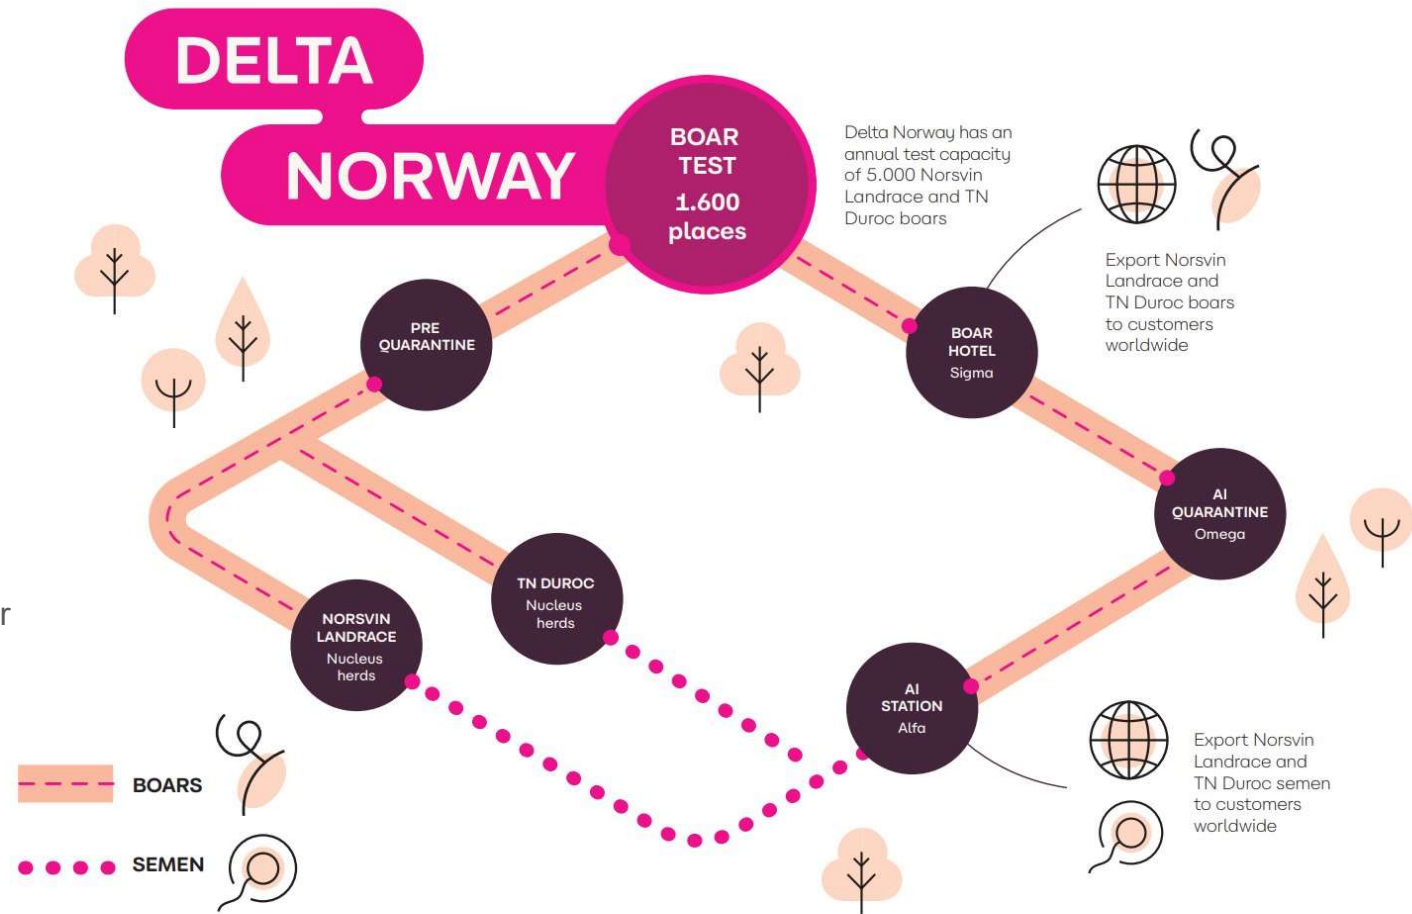 DELTA
NORWAY
BOAR
TEST
1.600
places
Delta Norway has an
annual test capacity
of 5.000 Norsvin
Landrace and TN
Duroc boars
Export Norsvin
Landrace and
TN Duroc boars
to customers
worldwide
PRE
QUARANTINE
BOAR
HOTEL
Sigma
AI
QUARANTINE
Omega
TN DUROC
Nucleus
herds
NORSVIN
LANDRACE
Nucleus
herds
r
AI
STATION
Alfa
Export Norsvin
Landrace and
TN Duroc semen
to customers
worldwide
BOARS
SEMEN